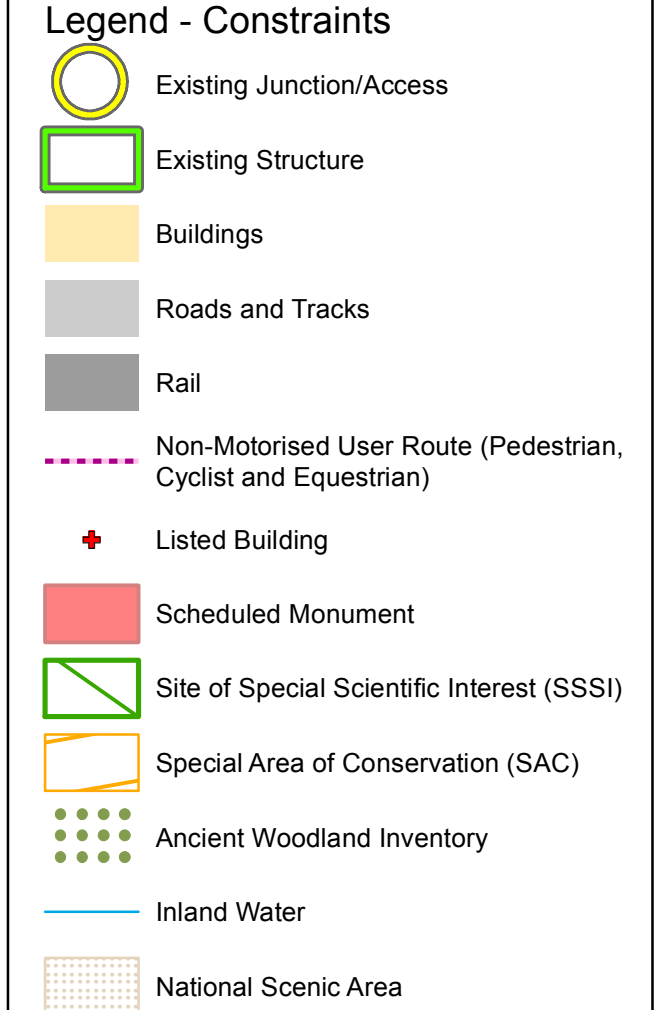 Legend - Constraints
Existing Junction/Access
Existing Structure
Buildings
Roads and Tracks
Rail
Non-Motorised User Route (Pedestrian,
Cyclist and Equestrian)
Listed Building
Scheduled Monument
Site of Special Scientific Interest (SSSI)
Special Area of Conservation (SAC)
Ancient Woodland Inventory
Inland Water
National Scenic Area